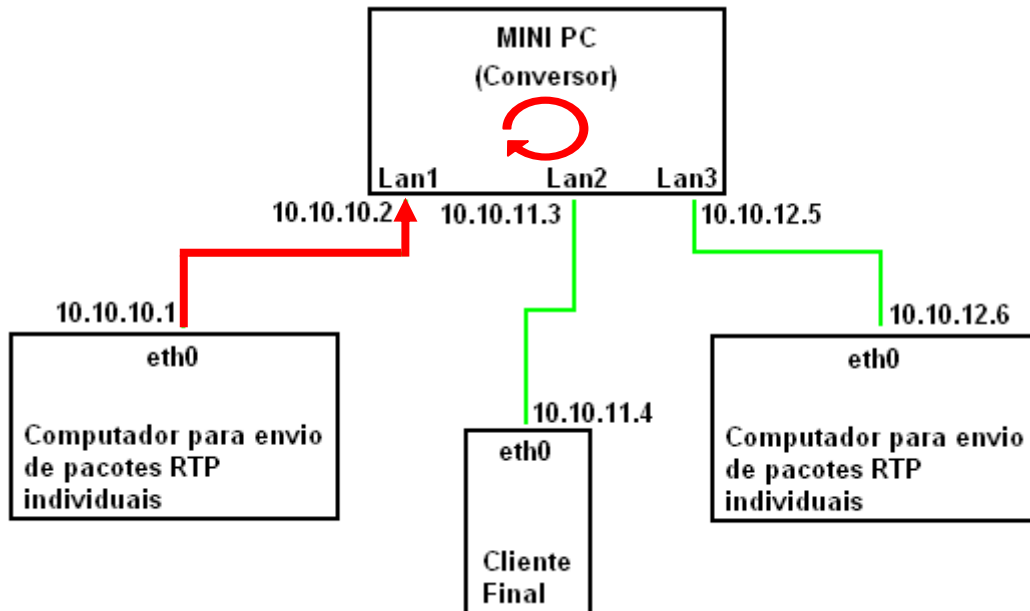 MINI PC
(Conversor)
Lan1
Lan2
Lan3
10.10.10.2
10.10.11.3
10.10.12.5
10.10.10.1
10.10.12.6
eth0
Computador para envio
de pacotes RTP
individuais
10.10.11.4
eth0
Cliente
Final
eth0
Computador para envio
de pacotes RTP
individuais